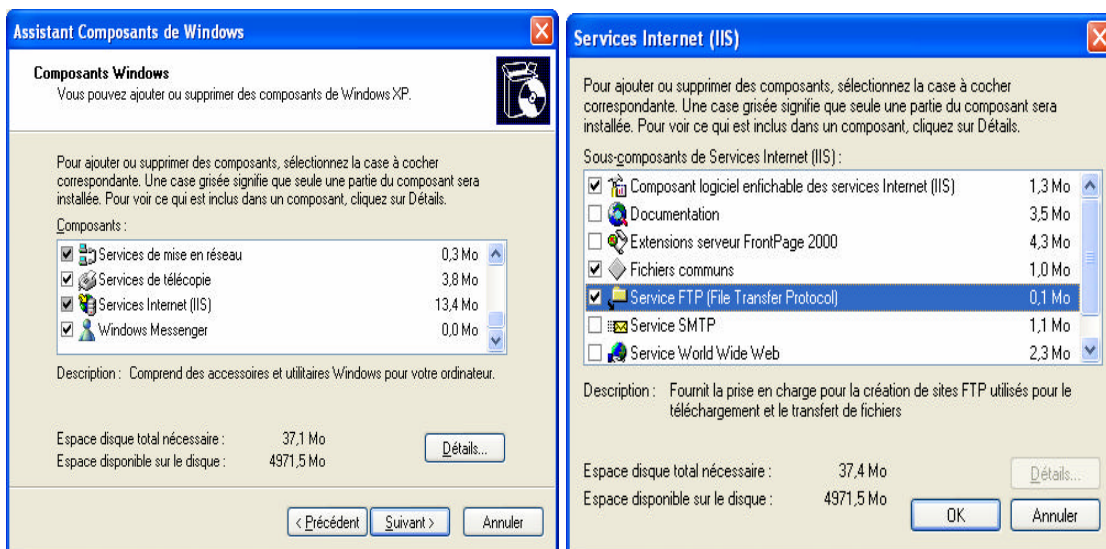 Assistant Composants de Windows
Composants Windows
Vous pouvez ajouter ou supprimer des composants de Windows XP.
Pour ajouter ou supprimer des composants, sélectionnez la case à cocher
correspondante. Une case grisée signifie que seule une partie du composant sera
installée. Pour voir ce qui est inclus dans un composant, cliquez sur Détails.
Composants :
Services de mise en réseau 0,3 Mo
Services de télécopie 3,8 Mo
Services Internet (IIS) 13,4 Mo
Windows Messenger 0,0 Mo
Description : Comprend des accessoires et utilitaires Windows pour votre ordinateur.
Espace disque total nécessaire : 37,1 Mo
Espace disponible sur le disque : 4971,5 Mo
Détails...
< Précédent Suivant > Annuler
Services Internet (IIS)
Pour ajouter ou supprimer des composants, sélectionnez la case à cocher
correspondante. Une case grisée signifie que seule une partie du composant sera
installée. Pour voir ce qui est inclus dans un composant, cliquez sur Détails.
Sous-composants de Services Internet (IIS) :
Composant logiciel enfichable des services Internet (IIS) 1,3 Mo
Documentation 3,5 Mo
Extensions serveur FrontPage 2000 4,3 Mo
Fichiers communs 1,0 Mo
Service FTP (File Transfer Protocol) 0,1 Mo
Service SMTP 1,1 Mo
Service World Wide Web 2,3 Mo
Description : Fournit la prise en charge pour la création de sites FTP utilisés pour le
téléchargement et le transfert de fichiers
Espace disque total nécessaire : 37,4 Mo
Espace disponible sur le disque : 4971,5 Mo
Détails...
OK Annuler